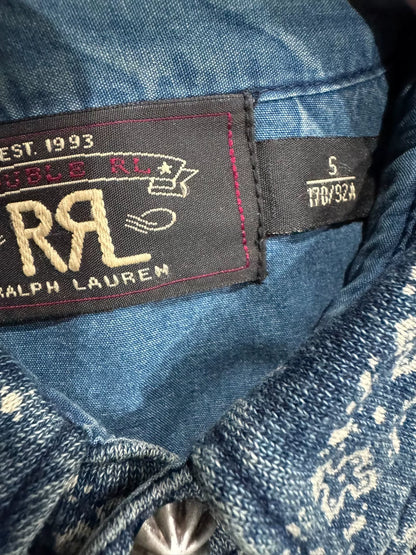 EST. 1993
DOUBLE RL
RRL
RALPH LAUREN
S
170/92A